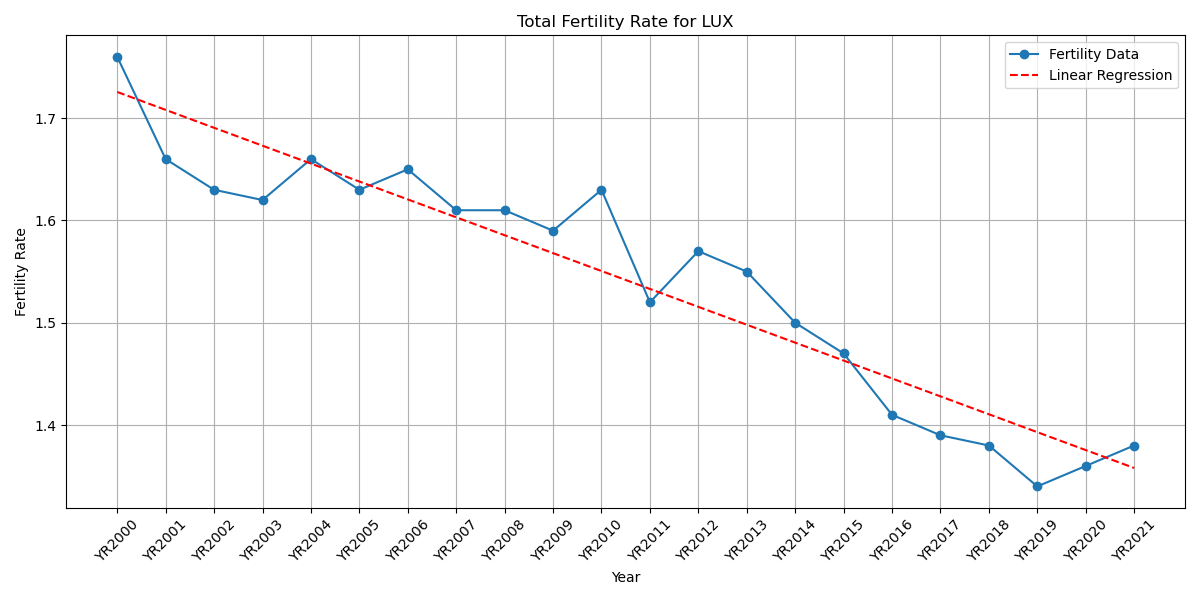 Total Fertility Rate for LUX
Fertility Data
Linear Regression
1.7
1.6
1.5
1.4
Fertility Rate
YR2000
YR2001
YR2002
YR2003
YR2004
YR2005
YR2006
YR2007
YR2008
YR2009
YR2010
YR2011
YR2012
YR2013
YR2014
YR2015
YR2016
YR2017
YR2018
YR2019
YR2020
YR2021
Year